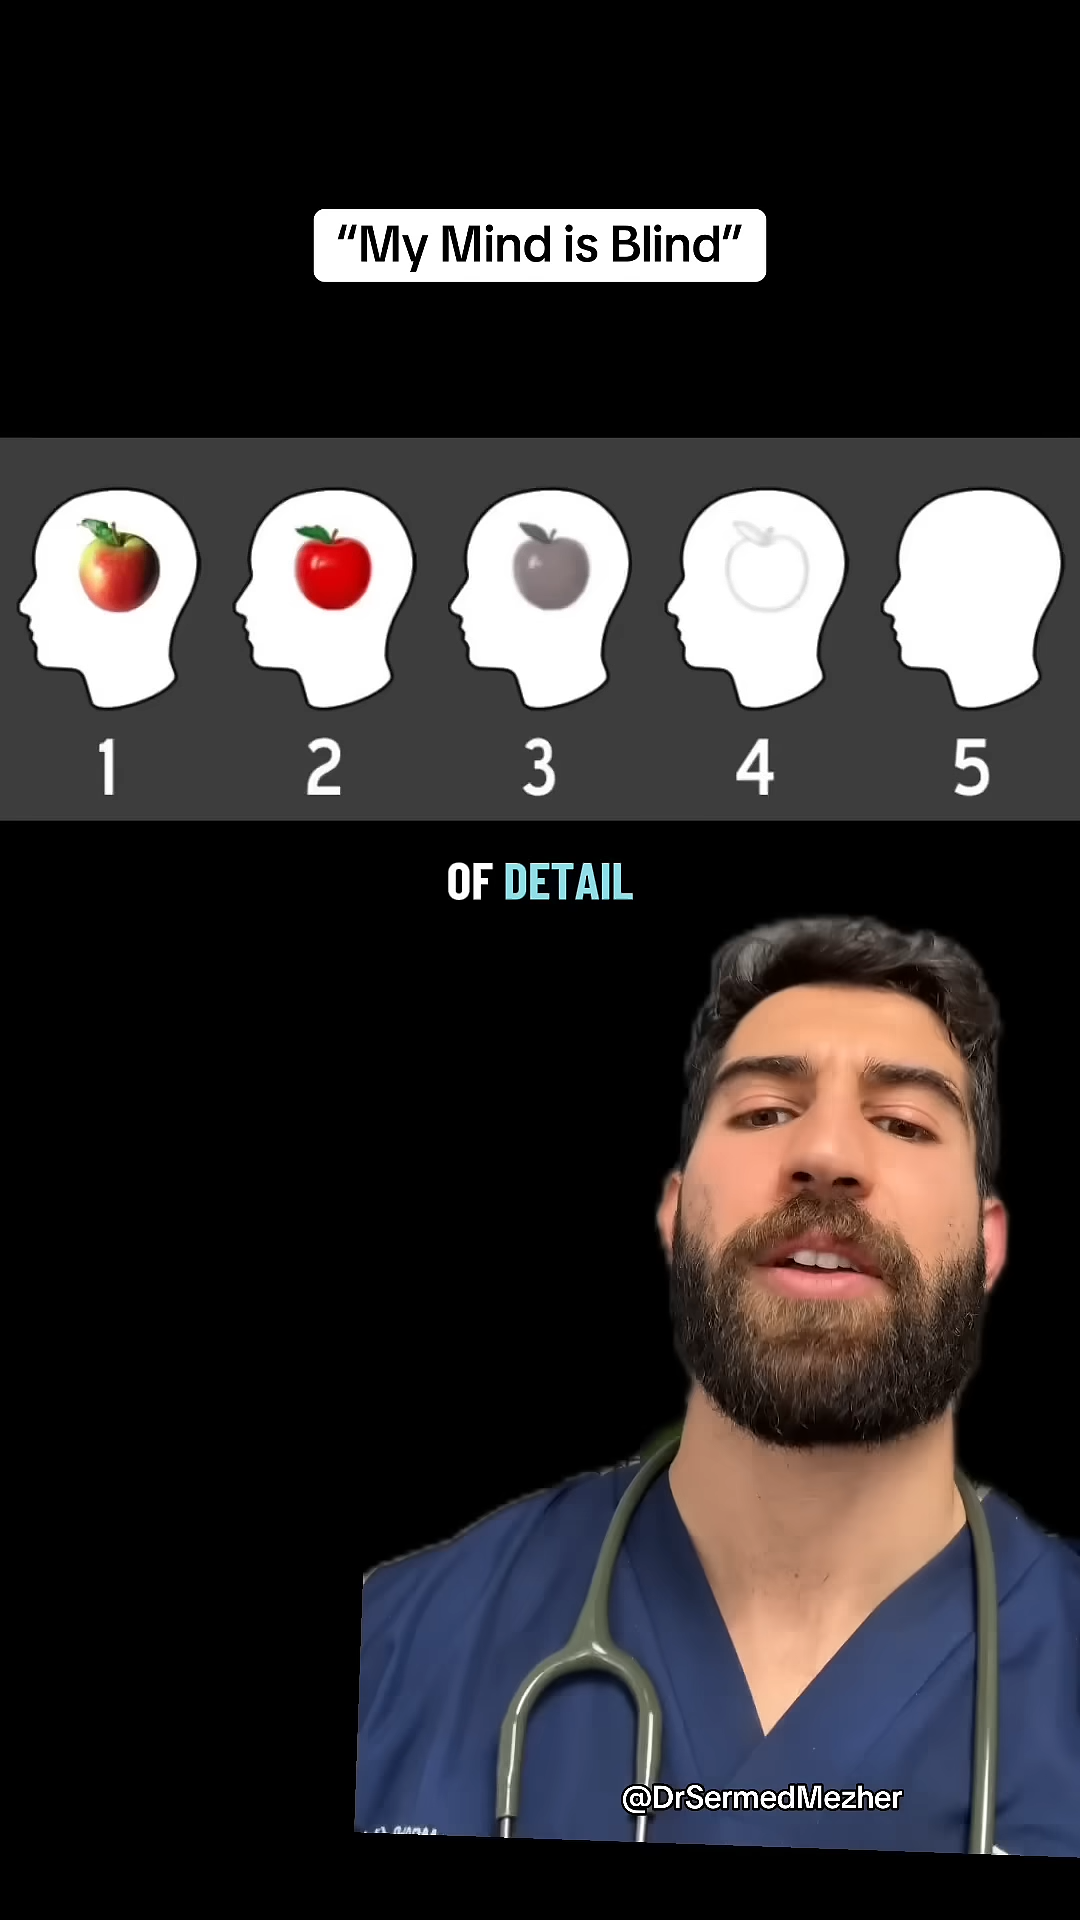 “My Mind is Blind”
1 2 3 4 5
OF DETAIL
@DrSermedMezher